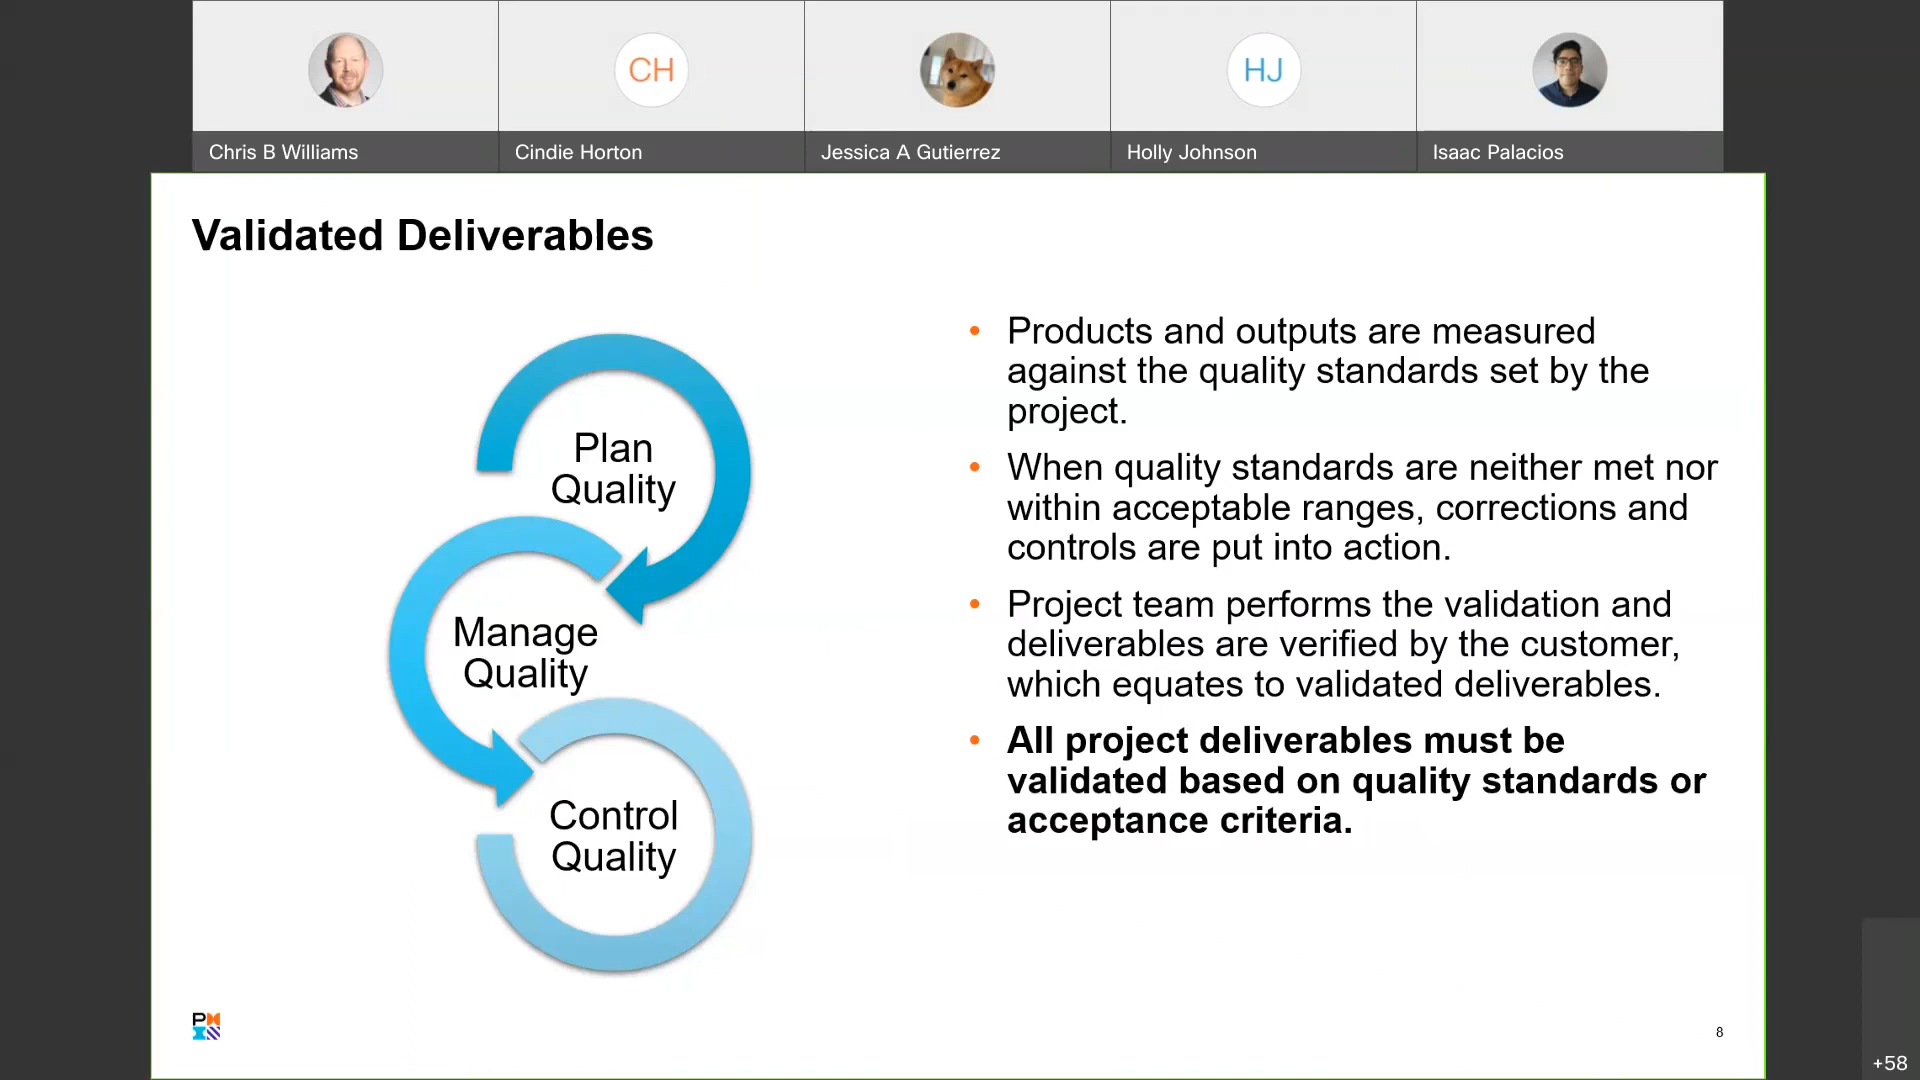 CH
HJ
Chris B Williams
Cindie Horton
Jessica A Gutierrez
Holly Johnson
Isaac Palacios
Validated Deliverables
Plan
Quality
Manage
Quality
Control
Quality
• Products and outputs are measured
against the quality standards set by the
project.
• When quality standards are neither met nor
within acceptable ranges, corrections and
controls are put into action.
• Project team performs the validation and
deliverables are verified by the customer,
which equates to validated deliverables.
• All project deliverables must be
validated based on quality standards or
acceptance criteria.
8
+58